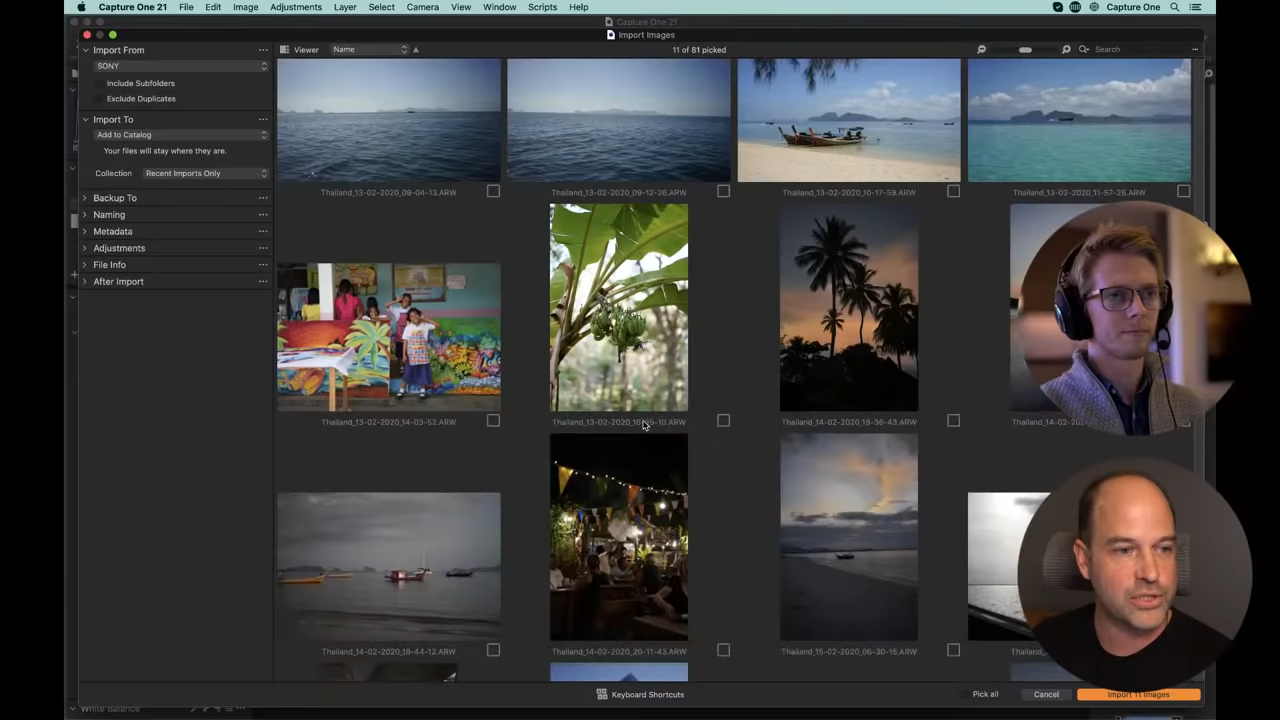 Capture One 21 File Edit Image Adjustments Layer Select Camera View Window Scripts Help Capture One
Capture One 21
Import Images
Import From
Viewer Name 11 of 81 picked Search
SONY
Include Subfolders
Exclude Duplicates
Import To
Add to Catalog
Your files will stay where they are.
Collection Recent Imports Only
Backup To
Naming
Metadata
Adjustments
File Info
After Import
Thailand_13-02-2020_09-04-13.ARW
Thailand_13-02-2020_09-12-26.ARW
Thailand_13-02-2020_10-17-59.ARW
Thailand_13-02-2020_11-57-26.ARW
Thailand_13-02-2020_14-03-52.ARW
Thailand_14-02-2020_18-36-43.ARW
Thailand_14-02-2020_18-44-12.ARW
Thailand_14-02-2020_20-11-43.ARW
Thailand_15-02-2020_06-30-15.ARW
Keyboard Shortcuts
Pick all
Cancel
Import 11 Images
White Balance